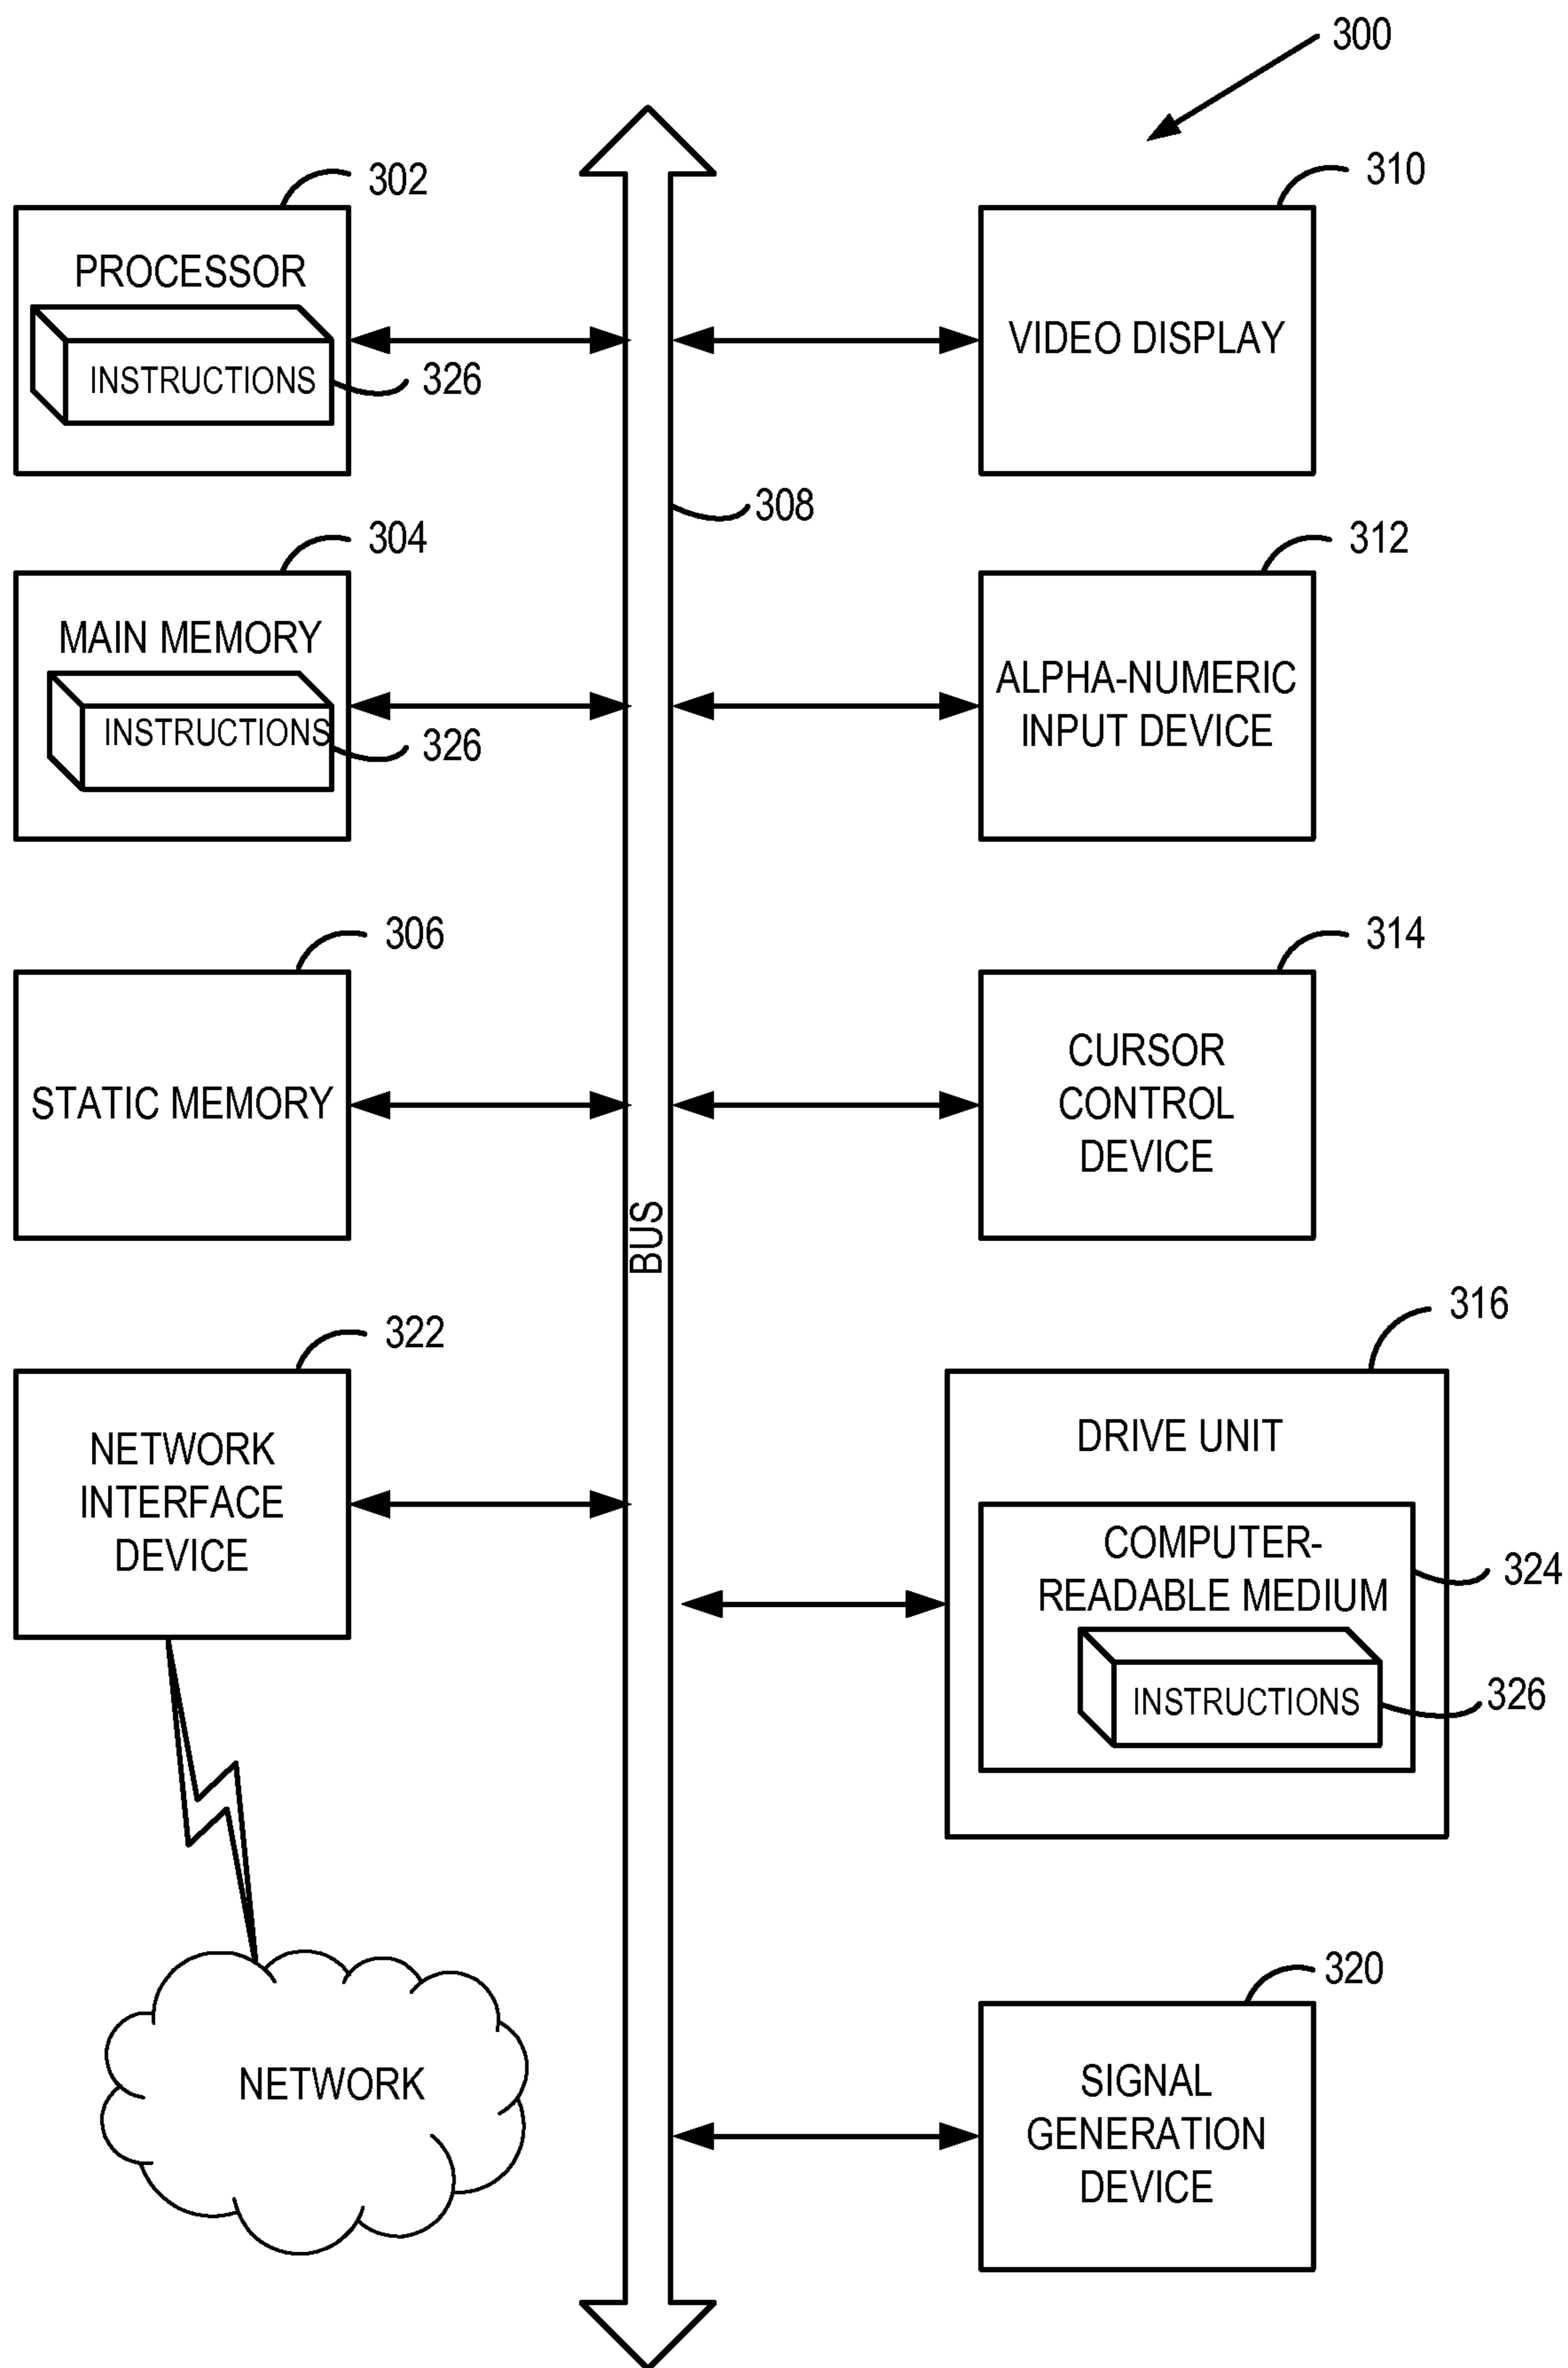 300
302
PROCESSOR
INSTRUCTIONS
326
310
VIDEO DISPLAY
308
304
MAIN MEMORY
INSTRUCTIONS
326
312
ALPHA-NUMERIC
INPUT DEVICE
306
STATIC MEMORY
314
CURSOR
CONTROL
DEVICE
BUS
322
NETWORK
INTERFACE
DEVICE
316
DRIVE UNIT
COMPUTER-
READABLE MEDIUM
324
INSTRUCTIONS
326
NETWORK
320
SIGNAL
GENERATION
DEVICE